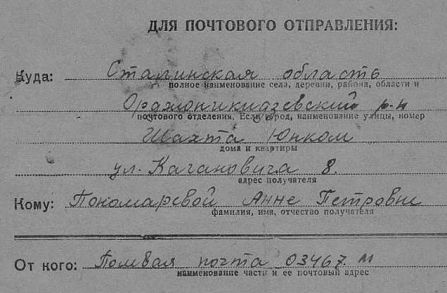 ДЛЯ ПОЧТОВОГО ОТПРАВЛЕНИЯ:
Куда: Сталинская область
полное наименование села, деревни, района, области и
Орджоникидзевский р-н
почтового отделения. Если город, наименование улицы, номер
Шахта Юнком
дома и квартиры
ул. Кагановича 8.
адрес получателя
Кому: Пономаревой Анне Петровне
фамилия, имя, отчество получателя
От кого: Полевая почта 03467 М
наименование части и ее почтовый адрес